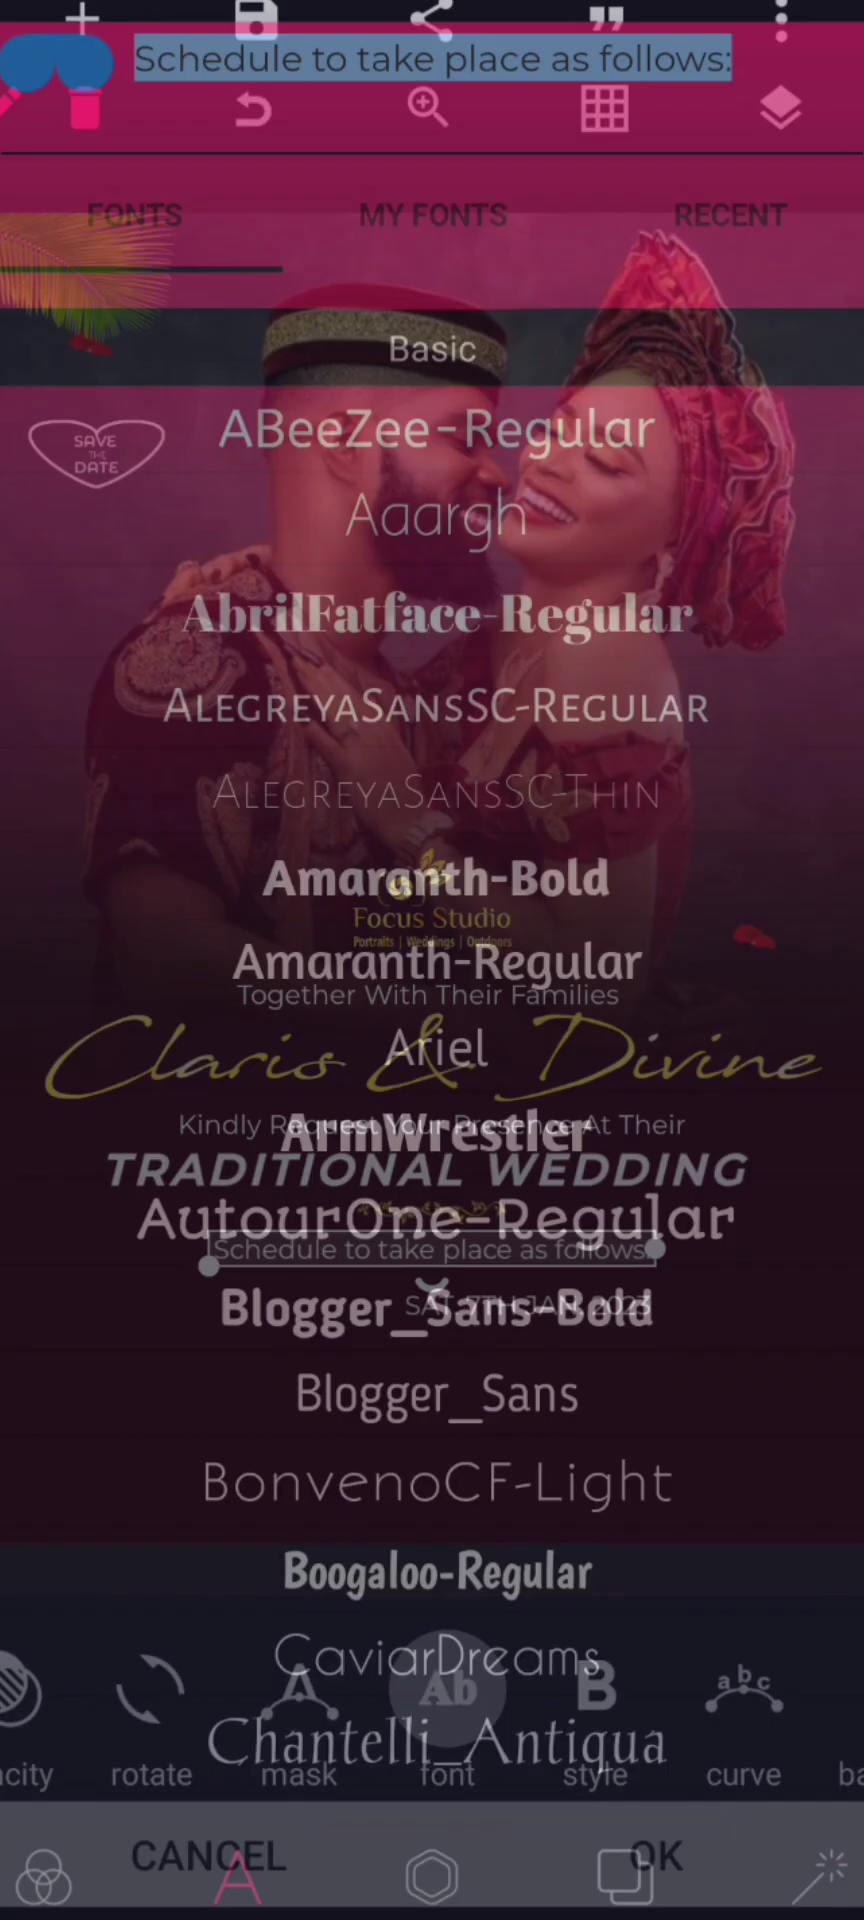 Schedule to take place as follows:
FONTS
MY FONTS
RECENT
Basic
SAVE
THE
DATE
ABeeZee-Regular
Aaargh
AbrilFatface-Regular
AlegreyaSansSC-Regular
AlegreyaSansSC-Thin
Amaranth-Bold
Focus Studio
Portraits | Weddings | Outdoors
Amaranth-Regular
Together With Their Families
Ariel
Claris & Divine
Kindly Request Your Presence At Their
ArmWrestler
TRADITIONAL WEDDING
AutourOne-Regular
Schedule to take place as follows:
Blogger_Sans-Bold
SAT, 7TH JAN, 2023
Blogger_Sans
BonvenoCF-Light
Boogaloo-Regular
CaviarDreams
A
Ab
B
abc
Chantelli_Antiqua
acity
rotate
mask
font
style
curve
ba
CANCEL
OK
A